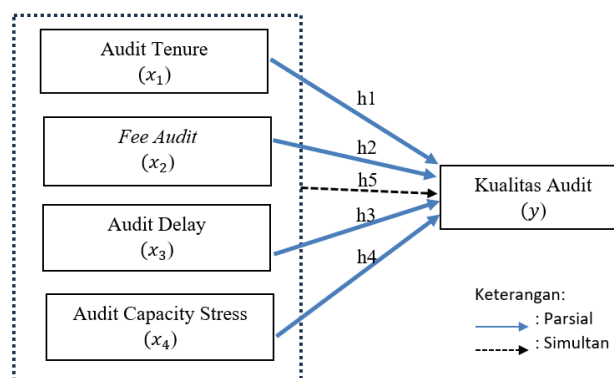 Audit Tenure
(x₁)
h1
Fee Audit
(x₂)
h2
h5
Kualitas Audit
(y)
Audit Delay
(x₃)
h3
h4
Audit Capacity Stress
(x₄)
Keterangan:
: Parsial
: Simultan